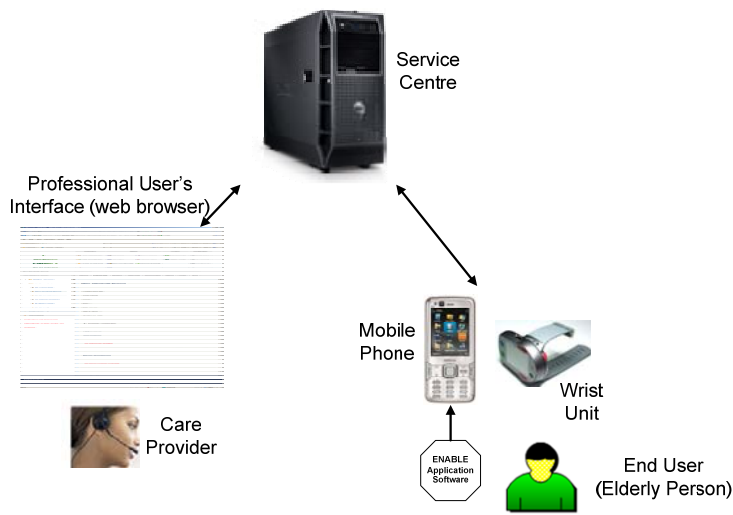 Service
Centre
Professional User's
Interface (web browser)
Mobile
Phone
Wrist
Unit
Care
Provider
ENABLE
Application
Software
End User
(Elderly Person)